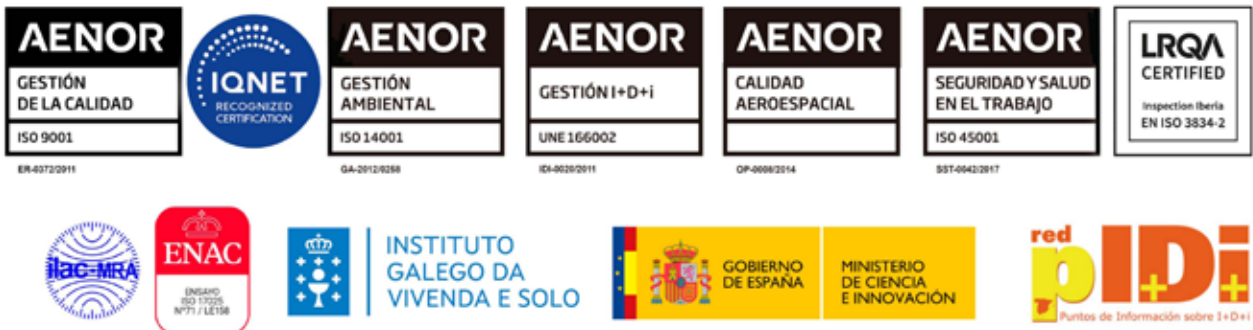 AENOR
GESTIÓN
DE LA CALIDAD
ISO 9001
ER-0372/2011
IQNET
RECOGNIZED
CERTIFICATION
AENOR
GESTIÓN
AMBIENTAL
ISO 14001
GA-2012/0258
AENOR
GESTIÓN I+D+i
UNE 166002
IDI-0020/2011
AENOR
CALIDAD
AEROESPACIAL
OP-0008/2014
AENOR
SEGURIDAD Y SALUD
EN EL TRABAJO
ISO 45001
SST-0042/2017
LRQA
CERTIFIED
Inspection Iberia
EN ISO 3834-2
ilac-MRA
ENAC
ENSAYO
ISO 17025
Nº71 / LE158
INSTITUTO
GALEGO DA
VIVENDA E SOLO
GOBIERNO
DE ESPAÑA
MINISTERIO
DE CIENCIA
E INNOVACIÓN
red
pIDi
Puntos de Información sobre I+D+i